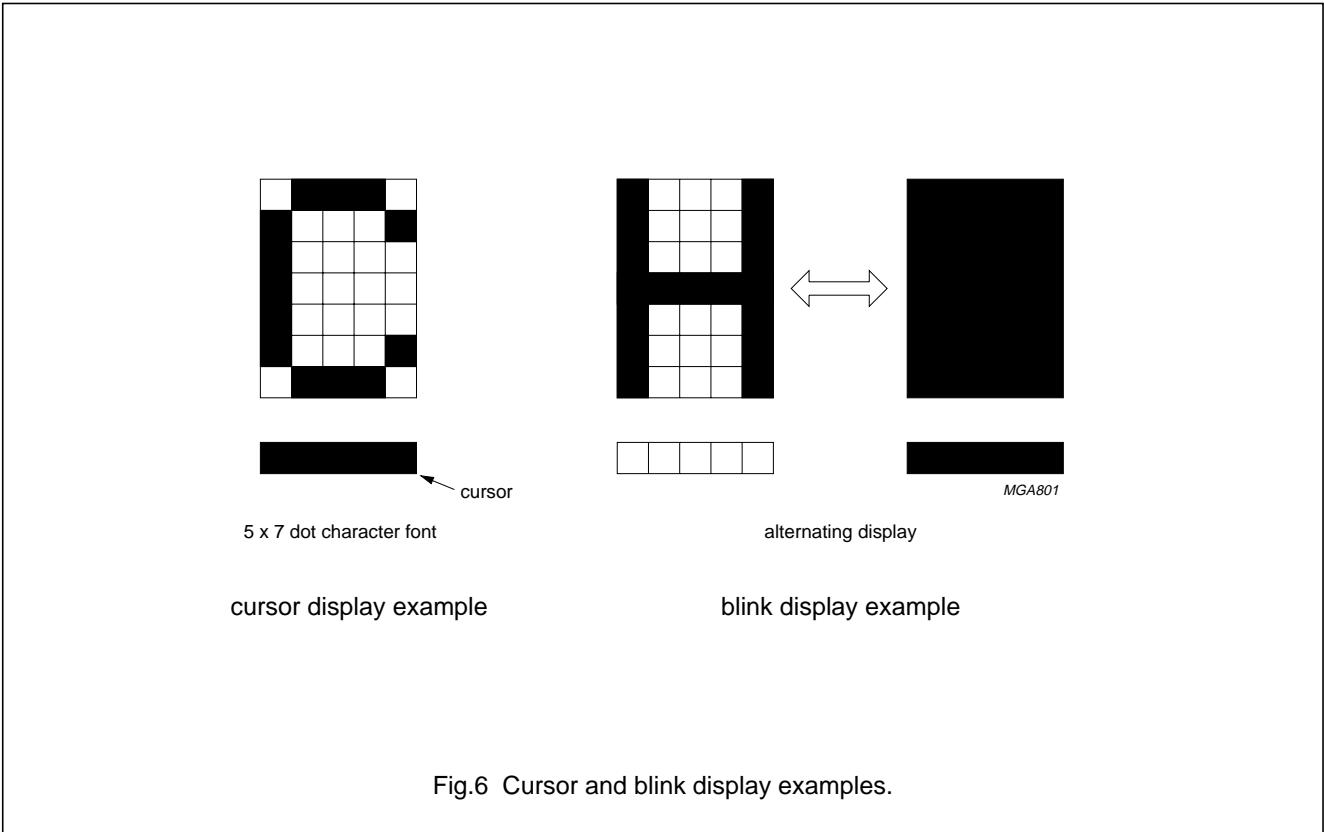 cursor
MGA801
5 x 7 dot character font
alternating display
cursor display example
blink display example
Fig.6 Cursor and blink display examples.